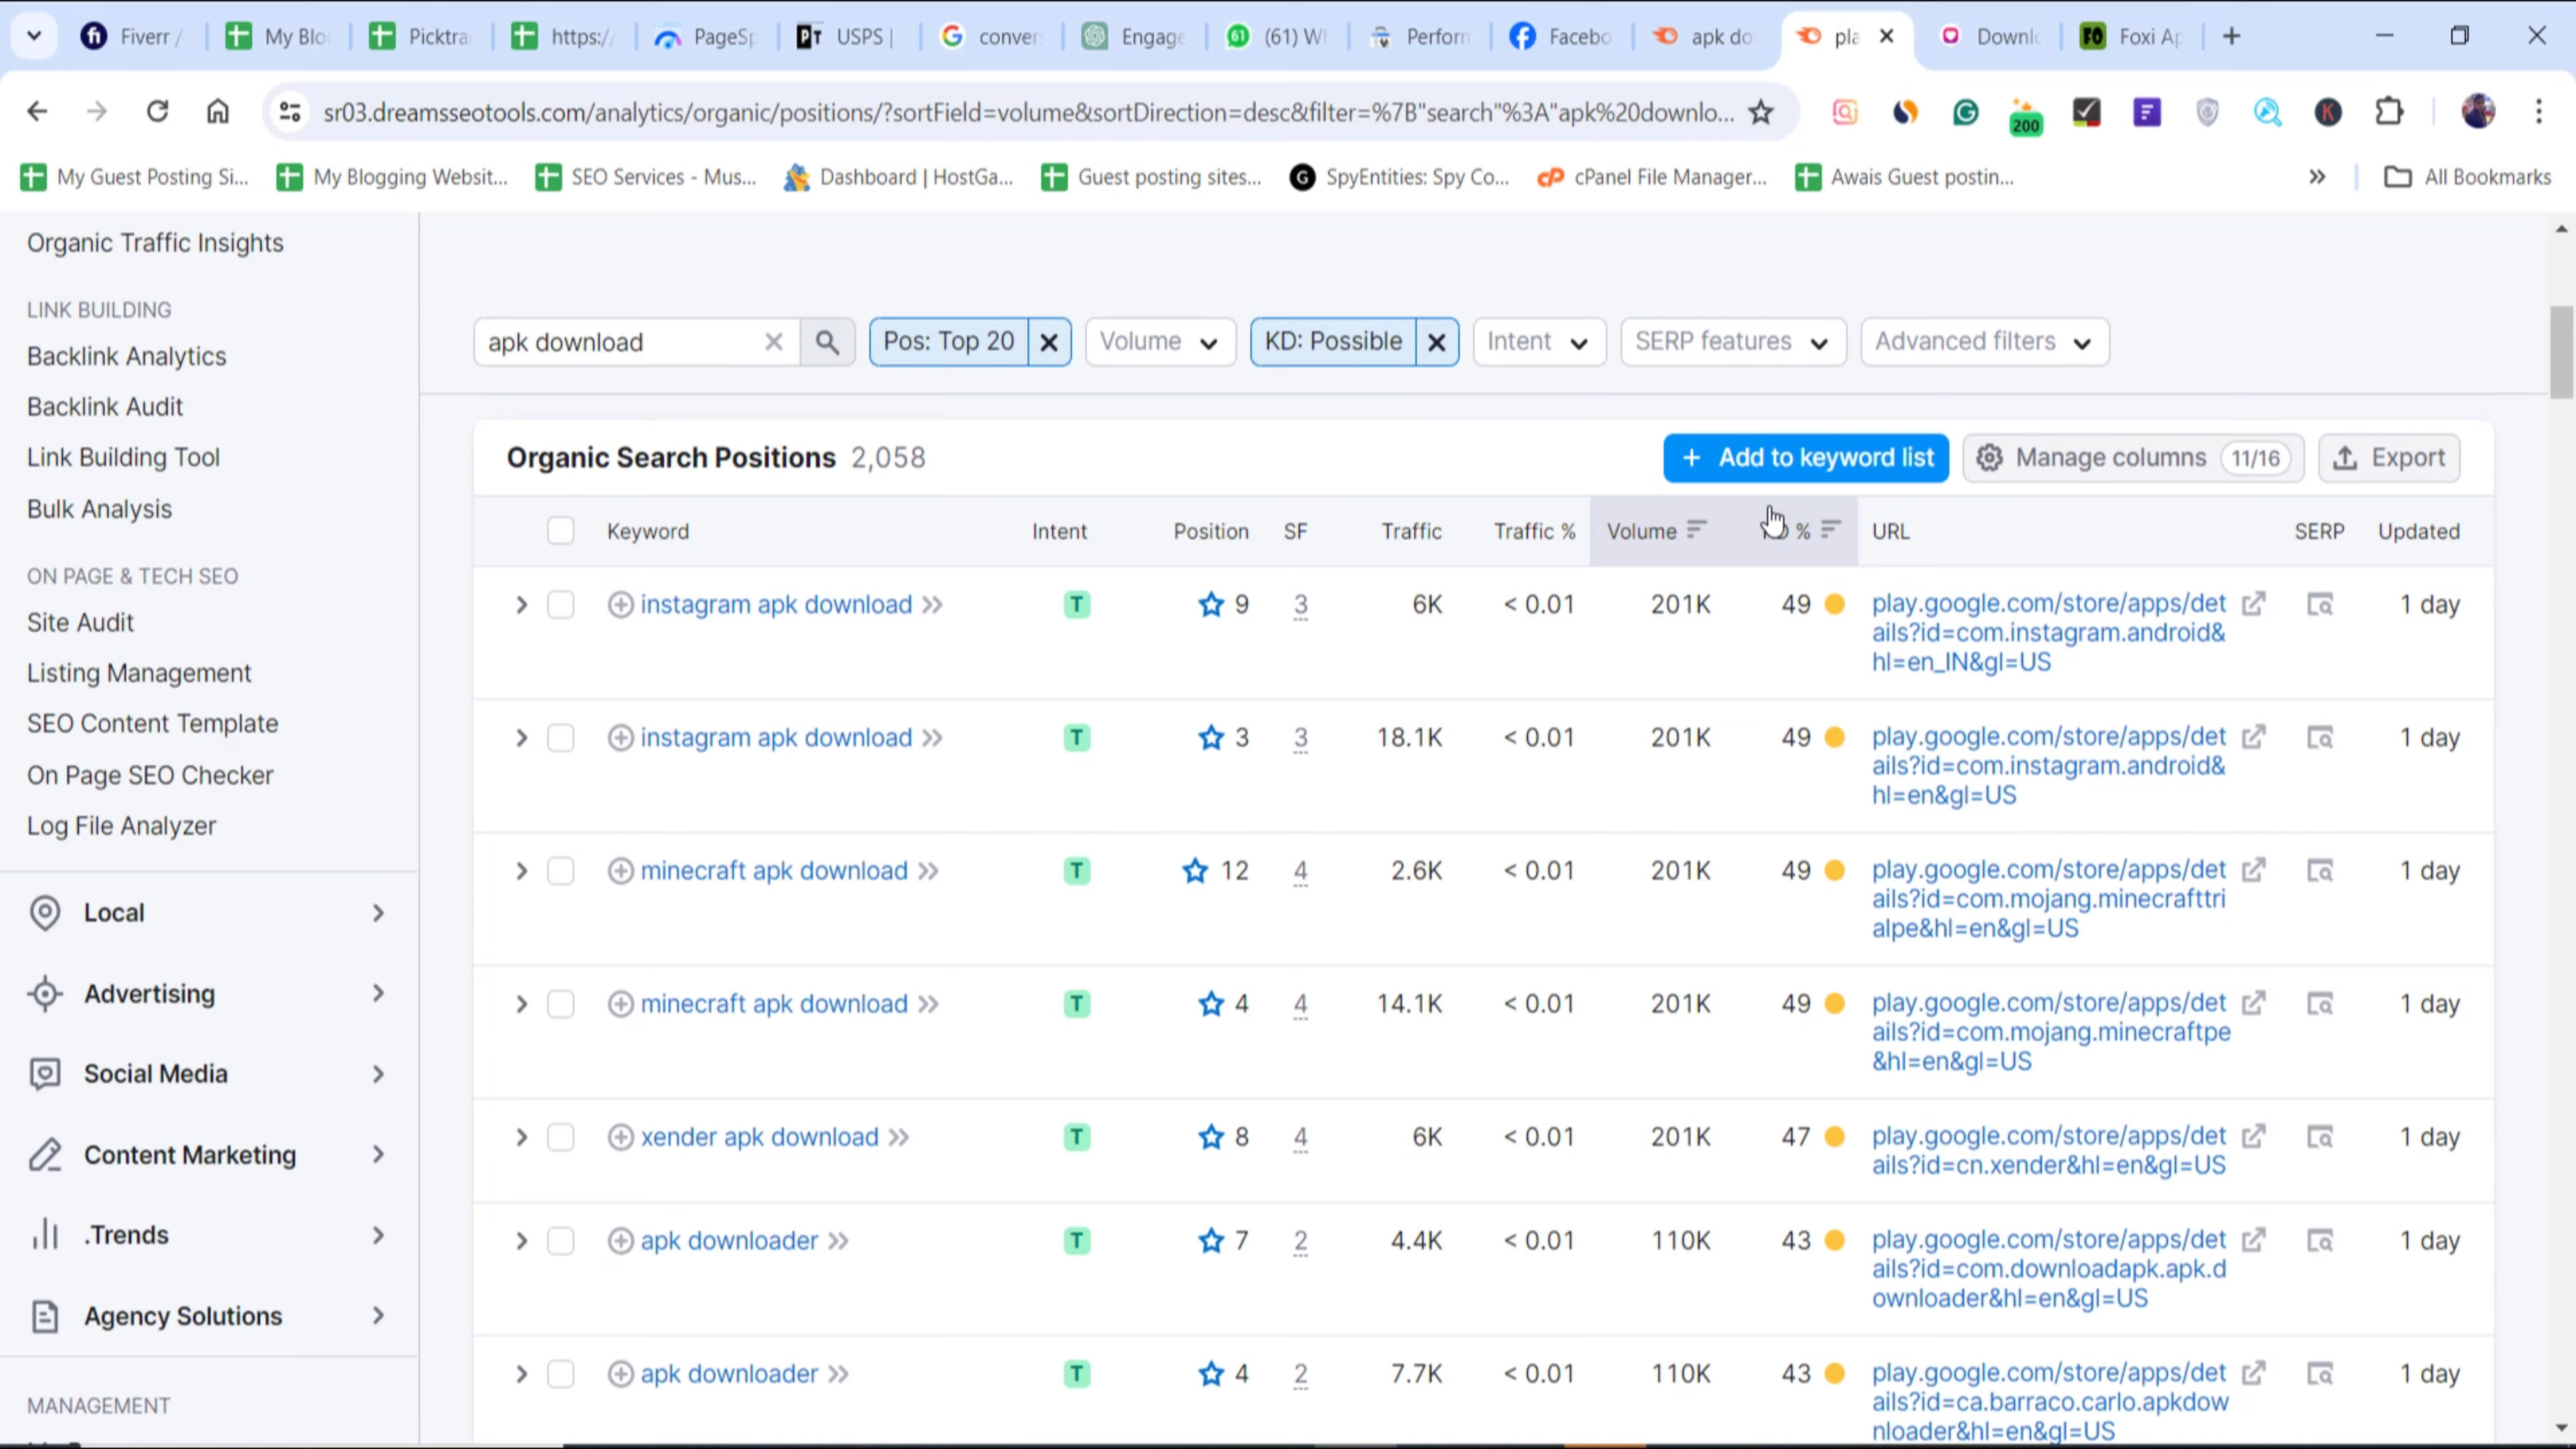 Fiverr /
My Blo
Picktra
https:/
PageSp
PT
USPS |
conver
Engage
61
(61) W
Perform
Facebo
apk do
pla
Downlo
FO
Foxi Ap
sr03.dreamsseotools.com/analytics/organic/positions/?sortField=volume&sortDirection=desc&filter=%7B"search"%3A"apk%20downlo...
200
K
My Guest Posting Si...
My Blogging Websit...
SEO Services - Mus...
Dashboard | HostGa...
Guest posting sites...
SpyEntities: Spy Co...
cPanel File Manager...
Awais Guest postin...
All Bookmarks
Organic Traffic Insights
LINK BUILDING
Backlink Analytics
Backlink Audit
Link Building Tool
Bulk Analysis
ON PAGE & TECH SEO
Site Audit
Listing Management
SEO Content Template
On Page SEO Checker
Log File Analyzer
Local
Advertising
Social Media
Content Marketing
.Trends
Agency Solutions
MANAGEMENT
apk download
Pos: Top 20
Volume
KD: Possible
Intent
SERP features
Advanced filters
Organic Search Positions 2,058
+ Add to keyword list
Manage columns 11/16
Export
Keyword Intent Position SF Traffic Traffic % Volume % URL SERP Updated
instagram apk download T 9 3 6K < 0.01 201K 49 play.google.com/store/apps/det 1 day
ails?id=com.instagram.android&
hl=en_IN&gl=US
instagram apk download T 3 3 18.1K < 0.01 201K 49 play.google.com/store/apps/det 1 day
ails?id=com.instagram.android&
hl=en&gl=US
minecraft apk download T 12 4 2.6K < 0.01 201K 49 play.google.com/store/apps/det 1 day
ails?id=com.mojang.minecrafttri
alpe&hl=en&gl=US
minecraft apk download T 4 4 14.1K < 0.01 201K 49 play.google.com/store/apps/det 1 day
ails?id=com.mojang.minecraftpe
&hl=en&gl=US
xender apk download T 8 4 6K < 0.01 201K 47 play.google.com/store/apps/det 1 day
ails?id=cn.xender&hl=en&gl=US
apk downloader T 7 2 4.4K < 0.01 110K 43 play.google.com/store/apps/det 1 day
ails?id=com.downloadapk.apk.d
ownloader&hl=en&gl=US
apk downloader T 4 2 7.7K < 0.01 110K 43 play.google.com/store/apps/det 1 day
ails?id=ca.barraco.carlo.apkdow
nloader&hl=en&gl=US